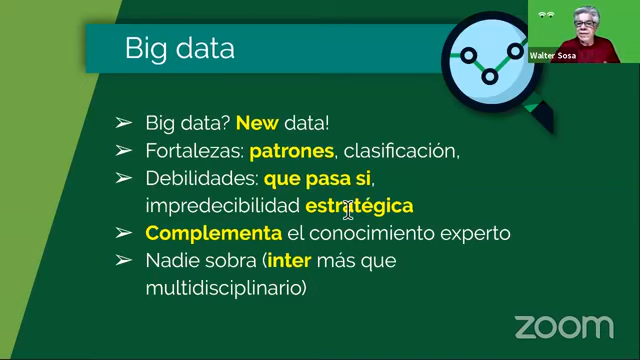 Big data
Walter Sosa
➢ Big data? New data!
➢ Fortalezas: patrones, clasificación,
➢ Debilidades: que pasa si,
impredecibilidad estratégica
➢ Complementa el conocimiento experto
➢ Nadie sobra (inter más que
multidisciplinario)
zoom